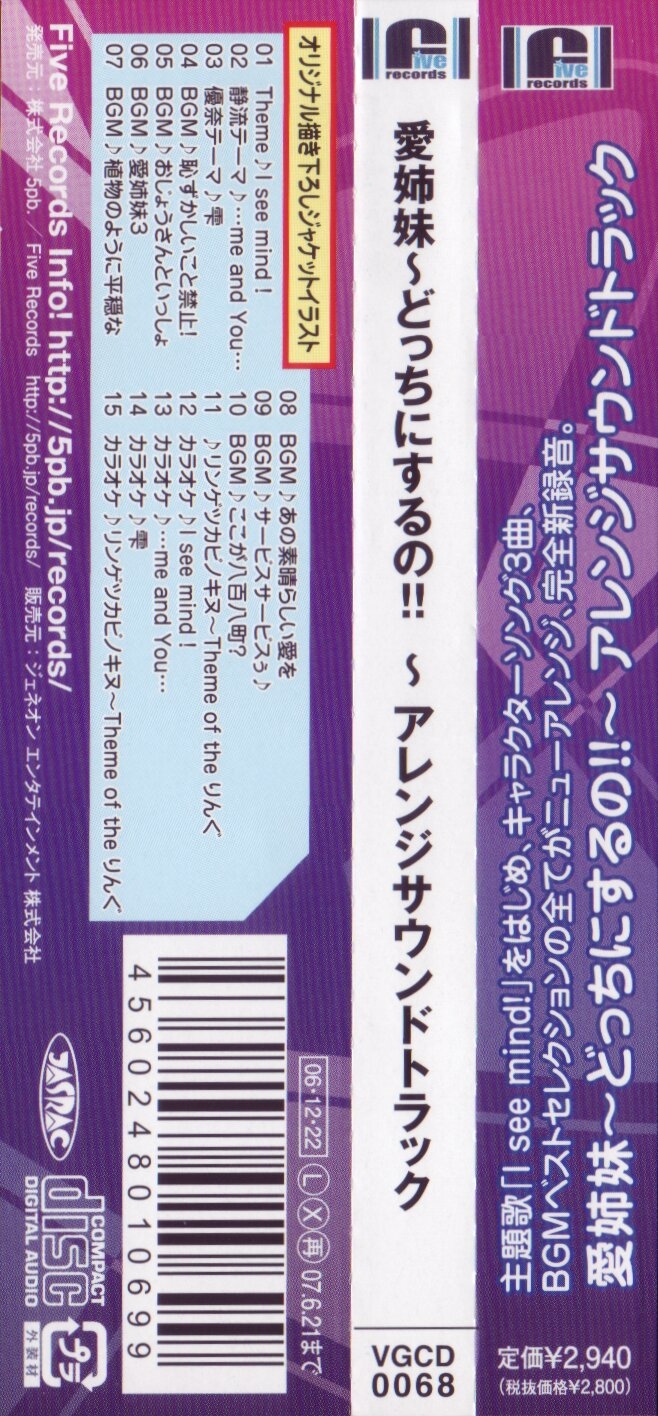 Five records
愛姉妹～どっちにするの!!～ アレンジサウンドトラック
主題歌「I see mind!」をはじめ、キャラクターソング3曲、
BGMベストセレクションの全てがニューアレンジ、完全新録音。
定価¥2,940
（税抜価格¥2,800）
Five records
愛姉妹～どっちにするの!! ～ アレンジサウンドトラック
VGCD
0068
オリジナル描き下ろしジャケットイラスト
01 Theme♪I see mind！
02 静流テーマ♪…me and You…
03 優奈テーマ♪雫
04 BGM♪恥ずかしいこと禁止!
05 BGM♪おじょうさんといっしょ
06 BGM♪愛姉妹3
07 BGM♪植物のように平穏な
08 BGM♪あの素晴らしい愛を
09 BGM♪サービスサービスぅ♪
10 BGM♪ここが八百八町?
11 ♪リンゲツカビノキヌ～Theme of the りんぐ
12 カラオケ♪I see mind！
13 カラオケ♪…me and You…
14 カラオケ♪雫
15 カラオケ♪リンゲツカビノキヌ～Theme of the りんぐ
Five Records Info! http://5pb.jp/records/
発売元：株式会社 5pb. ／ Five Records http://5pb.jp/records/ 販売元：ジェネオン エンタテインメント 株式会社
06・12・22 L X 再 07.6.21まで
4560248010699
JASRAC
COMPACT
disc
DIGITAL AUDIO
プラ
外装材